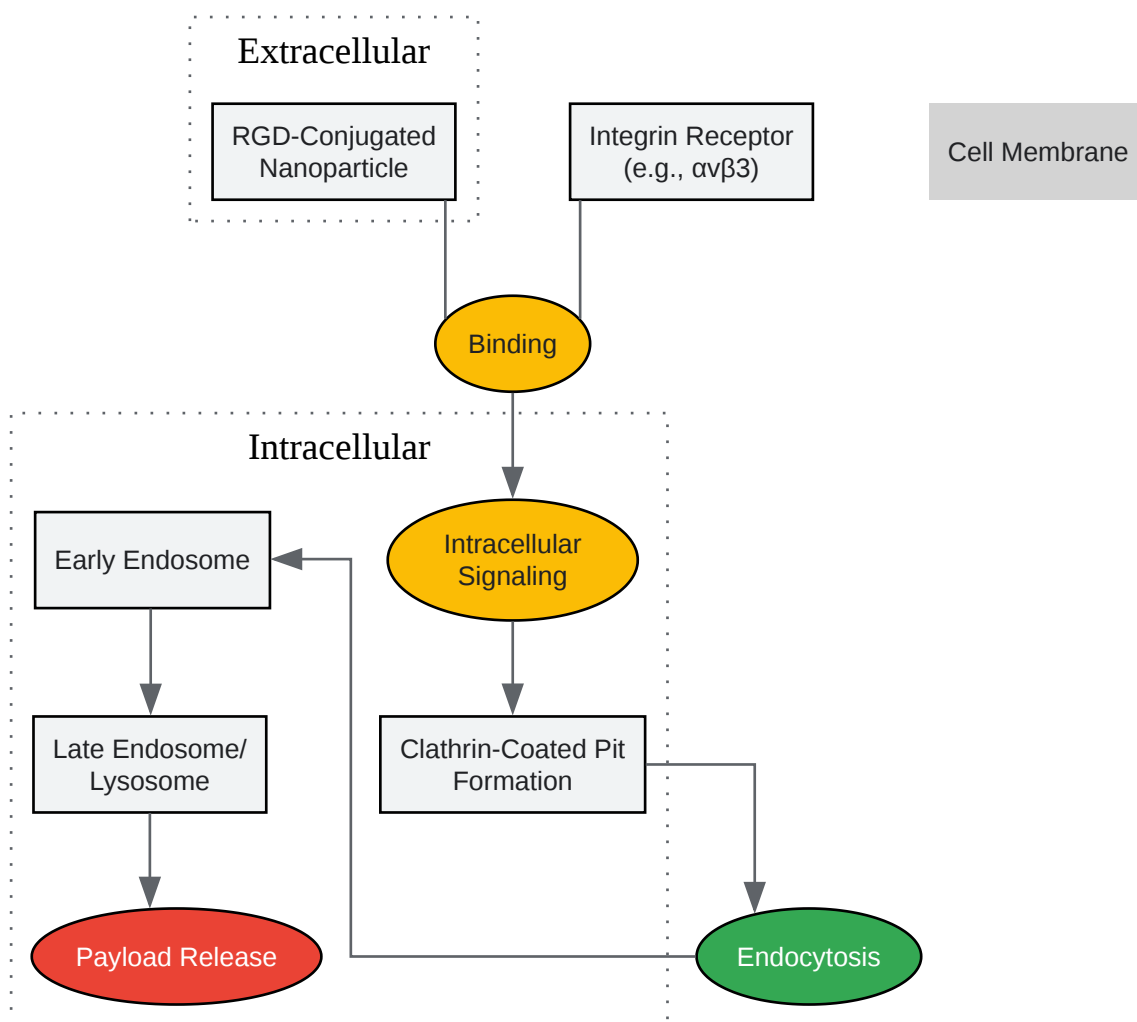 Extracellular
RGD-Conjugated
Nanoparticle
Integrin Receptor
(e.g., αvβ3)
Cell Membrane
Binding
Intracellular
Early Endosome
Intracellular
Signaling
Late Endosome/
Lysosome
Clathrin-Coated Pit
Formation
Payload Release
Endocytosis